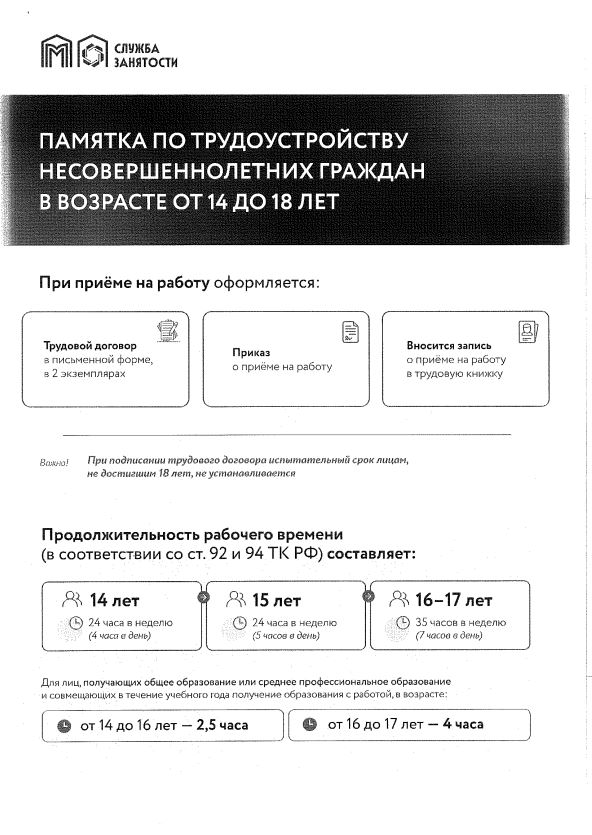 СЛУЖБА
ЗАНЯТОСТИ
ПАМЯТКА ПО ТРУДОУСТРОЙСТВУ
НЕСОВЕРШЕННОЛЕТНИХ ГРАЖДАН
В ВОЗРАСТЕ ОТ 14 ДО 18 ЛЕТ
При приёме на работу оформляется:
Трудовой договор
в письменной форме,
в 2 экземплярах
Приказ
о приёме на работу
Вносится запись
о приёме на работу
в трудовую книжку
Важно!
При подписании трудового договора испытательный срок лицам,
не достигшим 18 лет, не устанавливается
Продолжительность рабочего времени
(в соответствии со ст. 92 и 94 ТК РФ) составляет:
14 лет
24 часа в неделю
(4 часа в день)
15 лет
24 часа в неделю
(5 часов в день)
16–17 лет
35 часов в неделю
(7 часов в день)
Для лиц, получающих общее образование или среднее профессиональное образование
и совмещающих в течение учебного года получение образования с работой, в возрасте:
от 14 до 16 лет — 2,5 часа
от 16 до 17 лет — 4 часа